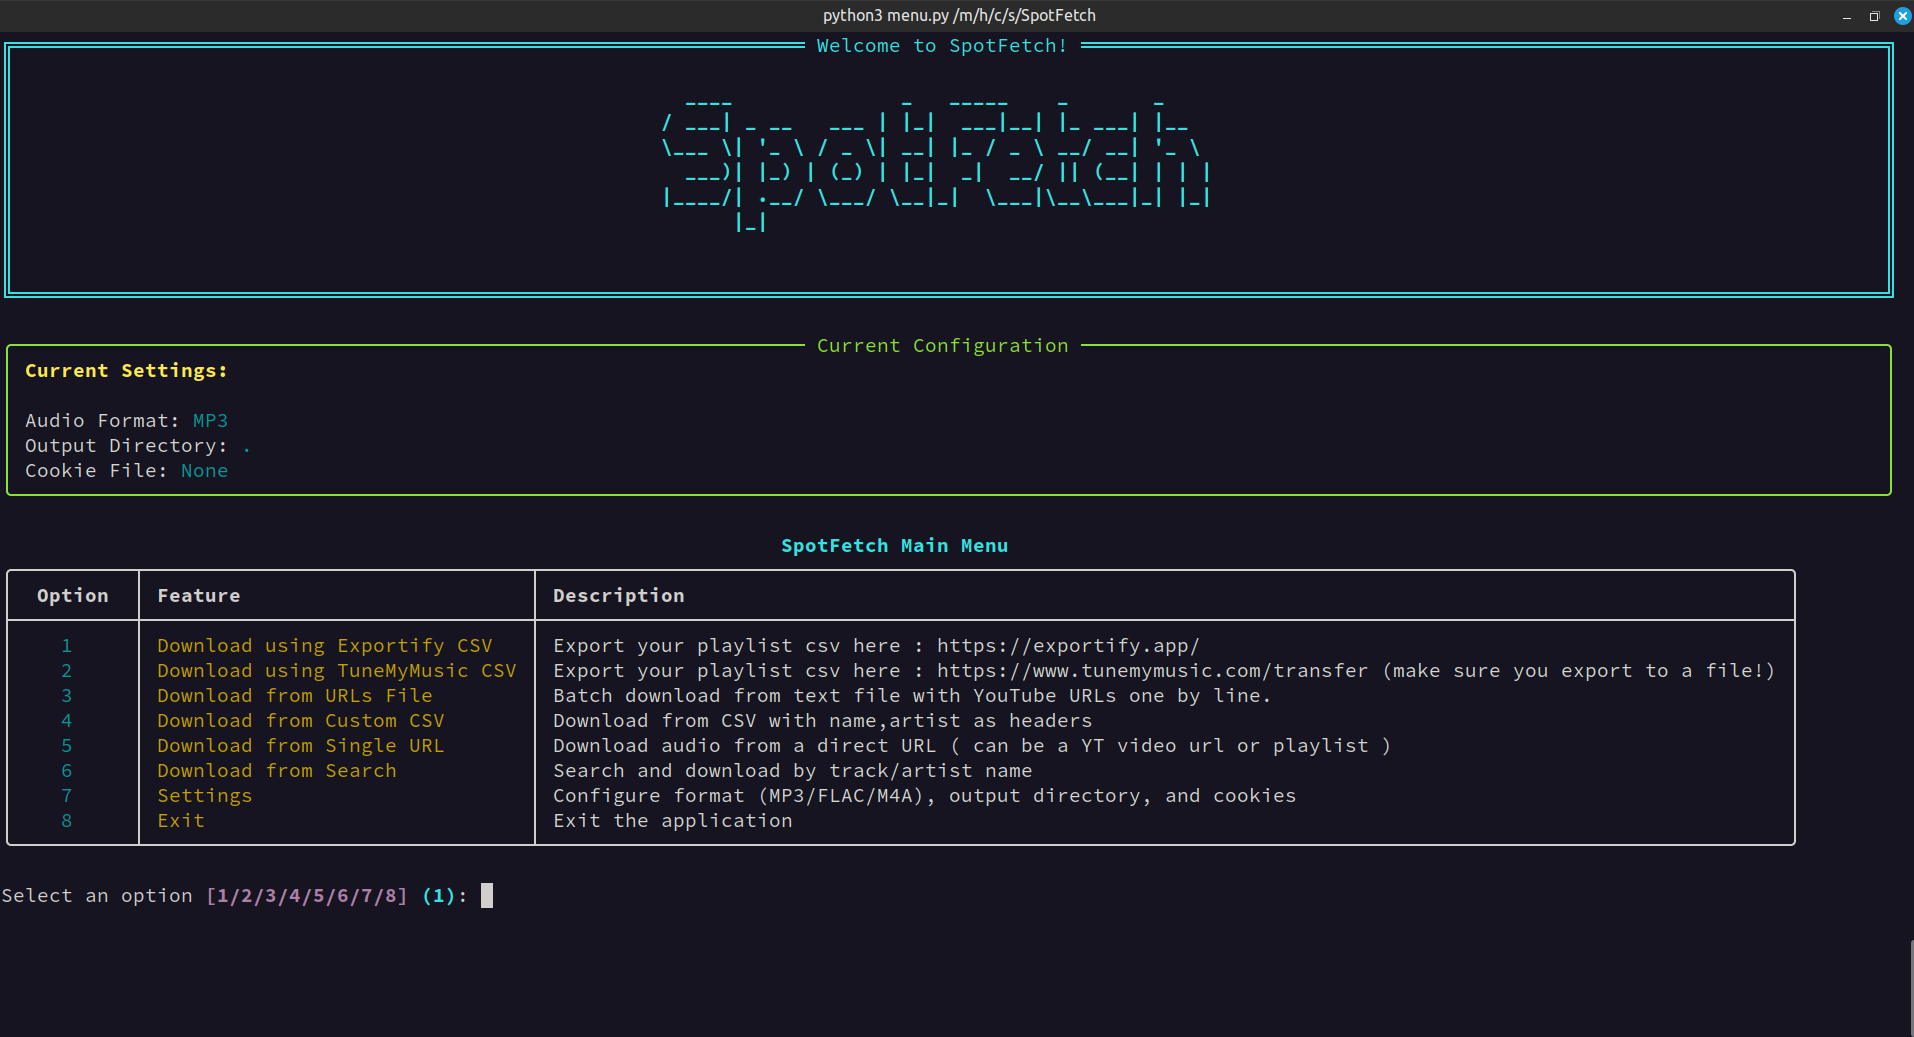 python3 menu.py /m/h/c/s/SpotFetch
Welcome to SpotFetch!
SpotFetch
Current Configuration
Current Settings:
Audio Format: MP3
Output Directory: .
Cookie File: None
SpotFetch Main Menu
Option Feature Description
1 Download using Exportify CSV Export your playlist csv here : https://exportify.app/
2 Download using TuneMyMusic CSV Export your playlist csv here : https://www.tunemymusic.com/transfer (make sure you export to a file!)
3 Download from URLs File Batch download from text file with YouTube URLs one by line.
4 Download from Custom CSV Download from CSV with name,artist as headers
5 Download from Single URL Download audio from a direct URL ( can be a YT video url or playlist )
6 Download from Search Search and download by track/artist name
7 Settings Configure format (MP3/FLAC/M4A), output directory, and cookies
8 Exit Exit the application
Select an option [1/2/3/4/5/6/7/8] (1):